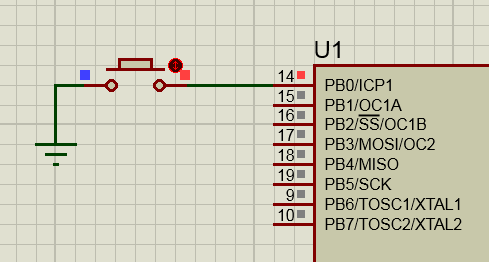 U1
14 PB0/ICP1
15 PB1/OC1A
16 PB2/SS/OC1B
17 PB3/MOSI/OC2
18 PB4/MISO
19 PB5/SCK
9 PB6/TOSC1/XTAL1
10 PB7/TOSC2/XTAL2